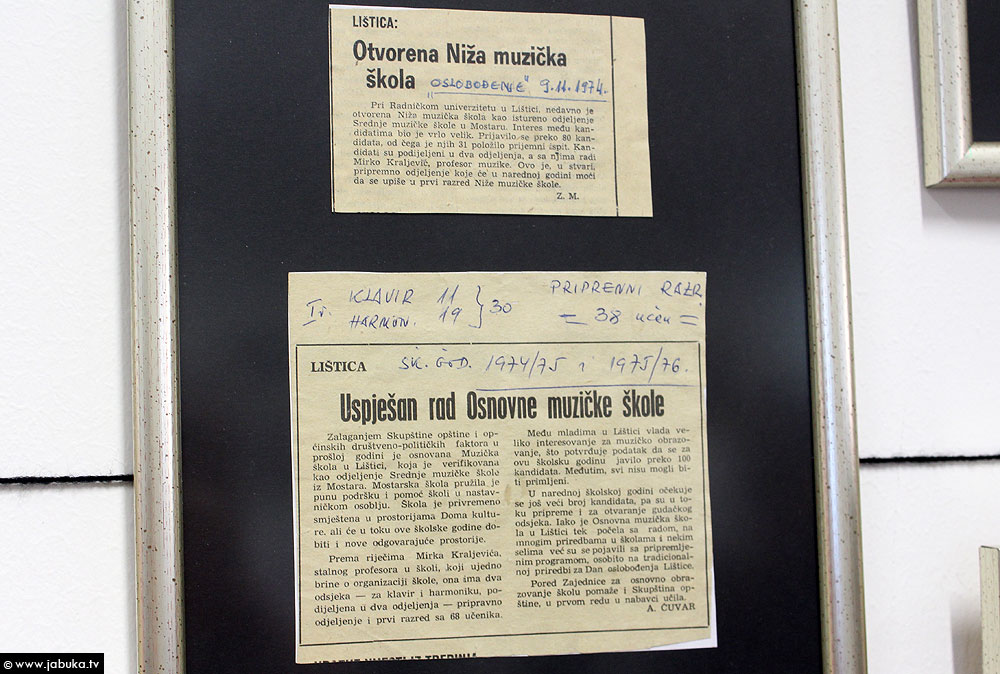 LIŠTICA:
Otvorena Niža muzička
škola „OSLOBOĐENJE" 9.11.1974.
Pri Radničkom univerzitetu u Lištici, nedavno je
otvorena Niža muzička škola kao istureno odjeljenje
Srednje muzičke škole u Mostaru. Interes među kan-
didatima bio je vrlo velik. Prijavilo se preko 80 kan-
didata, od čega je njih 31 položilo prijemni ispit. Kan-
didati su podijeljeni u dva odjeljenja, a sa njima radi
Mirko Kraljević, profesor muzike. Ovo je, u stvari,
pripremno odjeljenje koje će u narednoj godini moći
da se upiše u prvi razred Niže muzičke škole.
Z. M.
Ir. KLAVIR 11 } 30
HARMON. 19
PRIPREMNI RAZR.
= 38 učen =
LIŠTICA ŠK. GOD. 1974/75 i 1975/76.
Uspješan rad Osnovne muzičke škole
Zalaganjem Skupštine opštine i op-
ćinskih društveno-političkih faktora u
prošloj godini je osnovana Muzička
škola u Lištici, koja je verifikovana
kao odjeljenje Srednje muzičke škole
iz Mostara. Mostarska škola pružila je
punu podršku i pomoć školi u nastav-
ničkom osoblju. Škola je privremeno
smještena u prostorijama Doma kultu-
re. ali će u toku ove školske godine do-
biti i nove odgovarajuće prostorije.
Prema riječima Mirka Kraljevića,
stalnog profesora u školi, koji ujedno
brine o organizaciji škole, ona ima dva
odsjeka — za klavir i harmoniku, po-
dijeljena u dva odjeljenja — pripravno
odjeljenje i prvi razred sa 68 učenika.
Među mladima u Lištici vlada ve-
liko interesovanje za muzičko obrazo-
vanje, što potvrđuje podatak da se za
ovu školsku godinu javilo preko 100
kandidata. Međutim, svi nisu mogli bi-
ti primljeni.
U narednoj školskoj godini očekuje
se još veći broj kandidata, pa su u to-
ku pripreme i za otvaranje gudačkog
odsjeka. Iako je Osnovna muzička ško-
la u Lištici tek počela sa radom, na
mnogim priredbama u školama i nekim
selima već su se pojavili sa pripremlje-
nim programom, osobito na tradicional-
noj priredbi za Dan oslobođenja Lištice.
Pored Zajednice za osnovno obra-
zovanje školu pomaže i Skupština op-
štine, u prvom redu u nabavci učila.
A. ČUVAR
© www.jabuka.tv